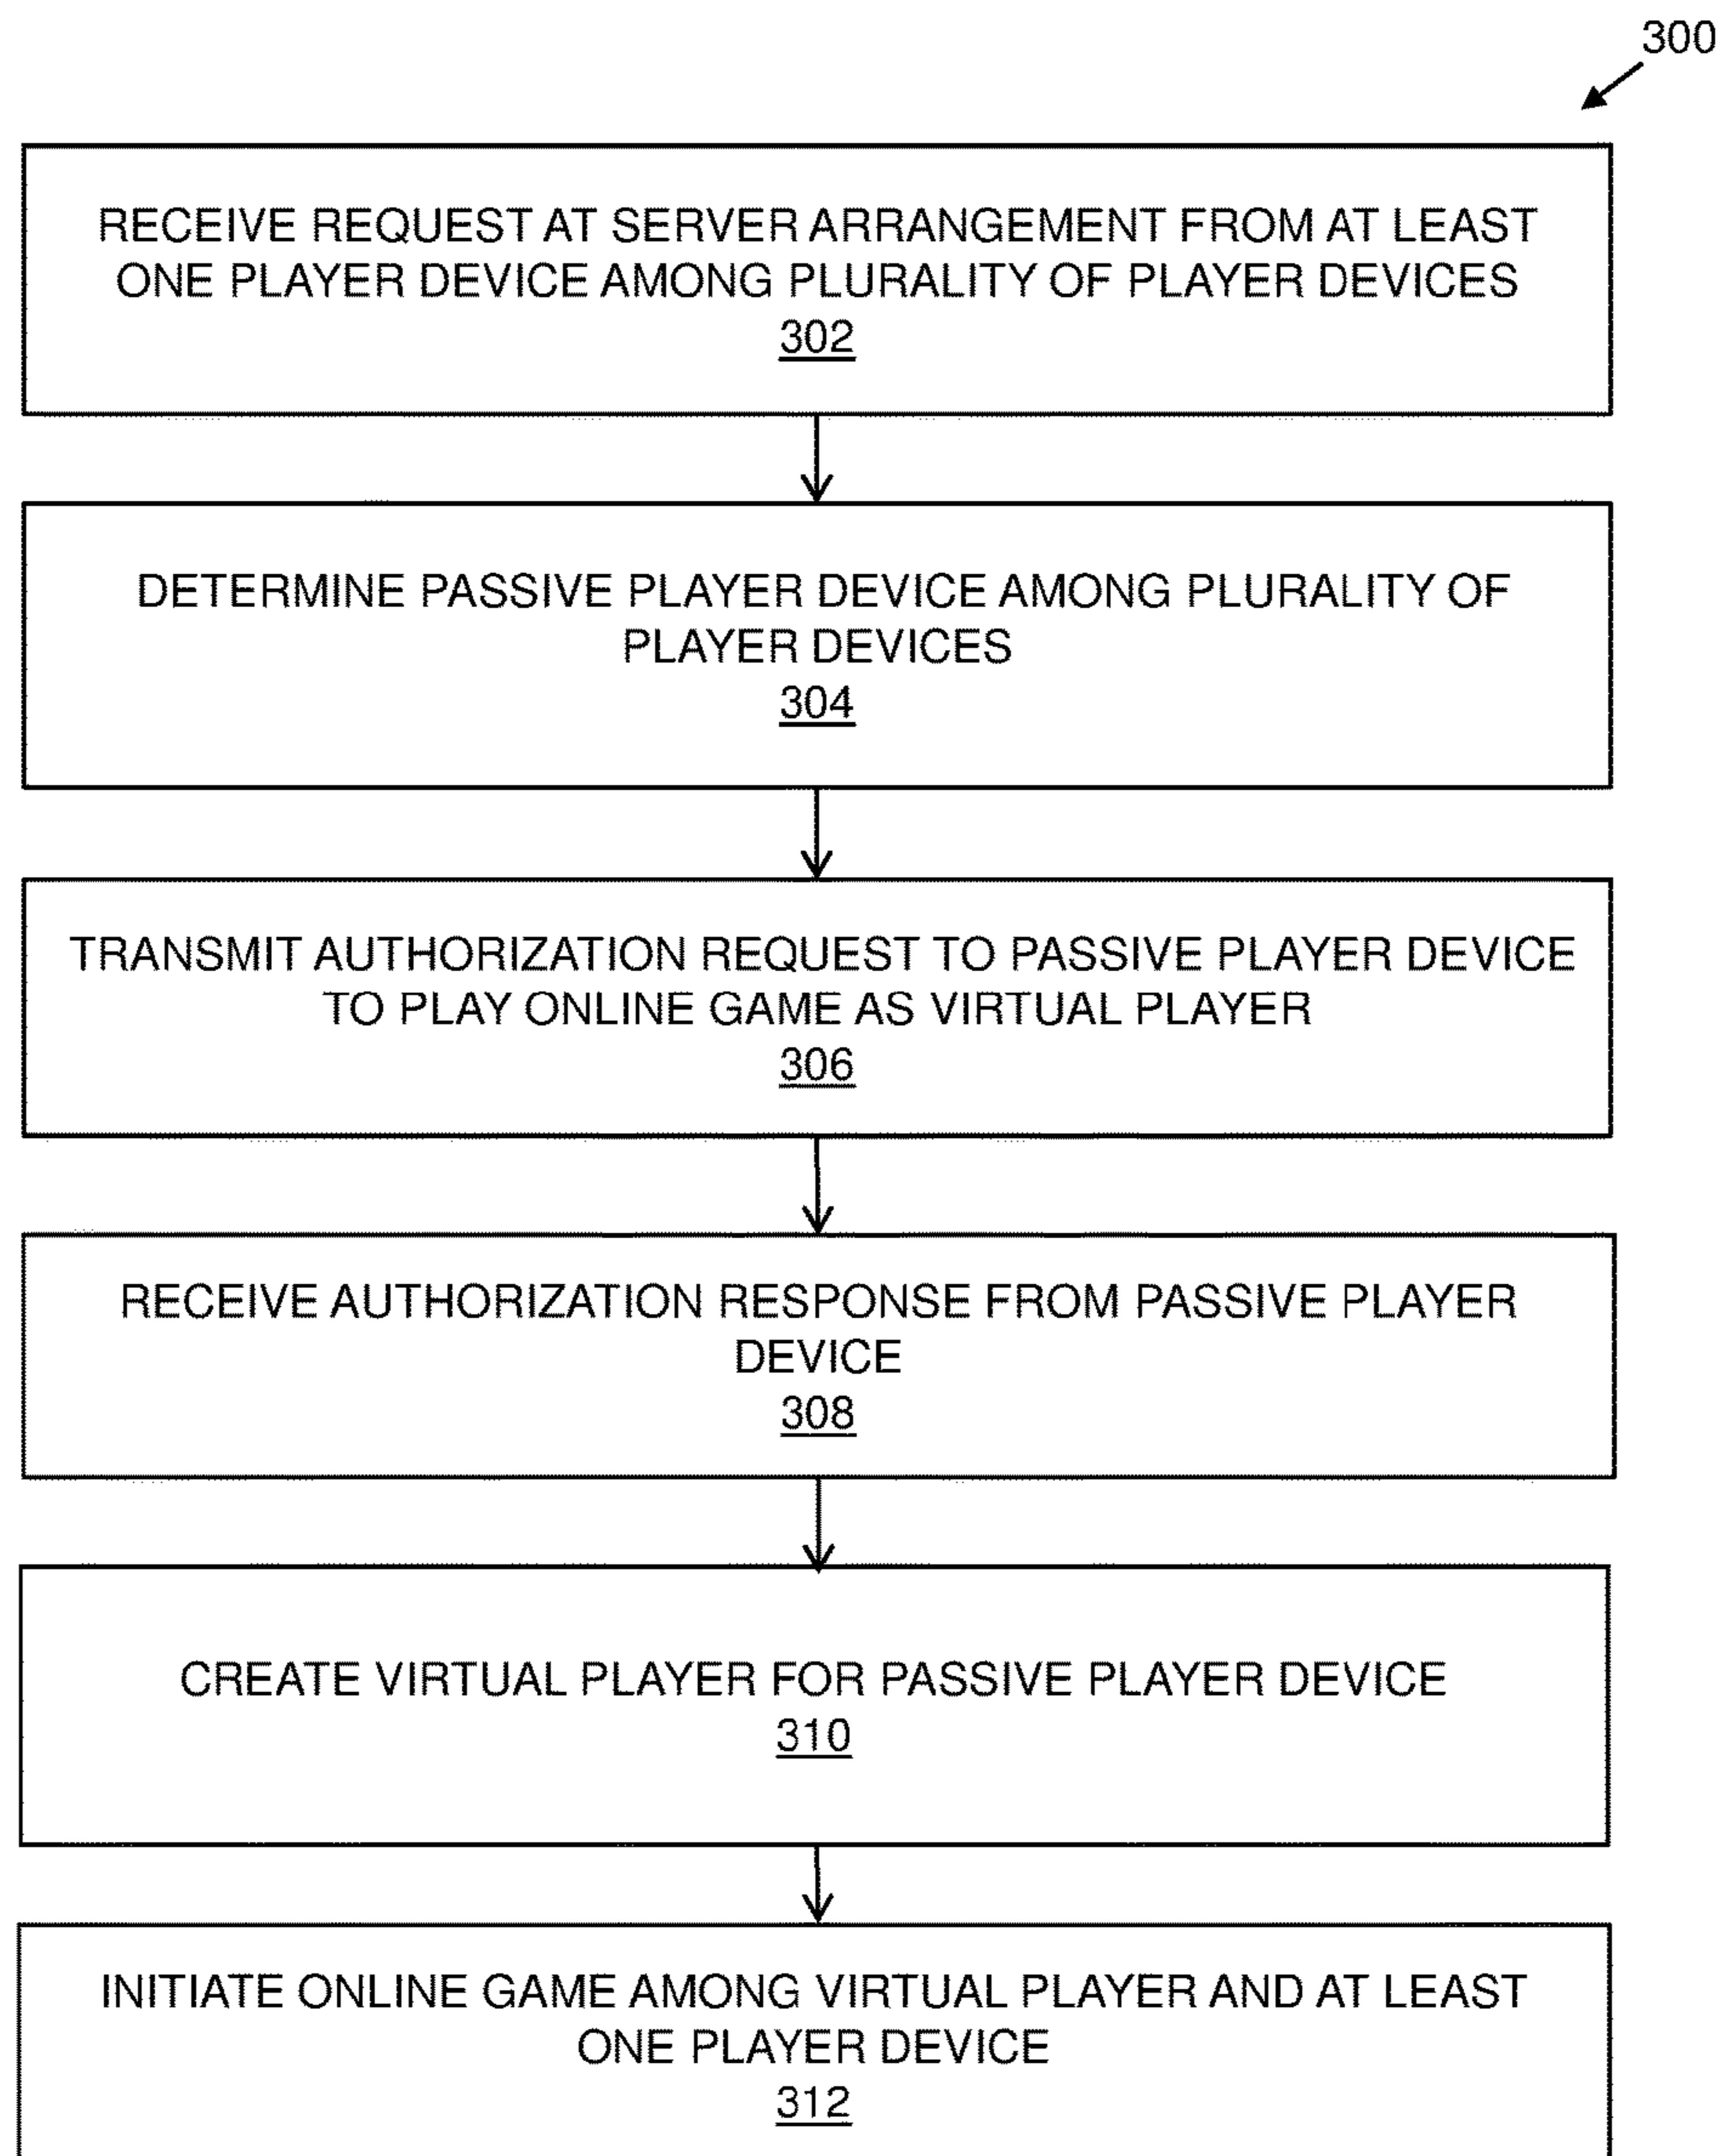 300
RECEIVE REQUEST AT SERVER ARRANGEMENT FROM AT LEAST
ONE PLAYER DEVICE AMONG PLURALITY OF PLAYER DEVICES
302
DETERMINE PASSIVE PLAYER DEVICE AMONG PLURALITY OF
PLAYER DEVICES
304
TRANSMIT AUTHORIZATION REQUEST TO PASSIVE PLAYER DEVICE
TO PLAY ONLINE GAME AS VIRTUAL PLAYER
306
RECEIVE AUTHORIZATION RESPONSE FROM PASSIVE PLAYER
DEVICE
308
CREATE VIRTUAL PLAYER FOR PASSIVE PLAYER DEVICE
310
INITIATE ONLINE GAME AMONG VIRTUAL PLAYER AND AT LEAST
ONE PLAYER DEVICE
312